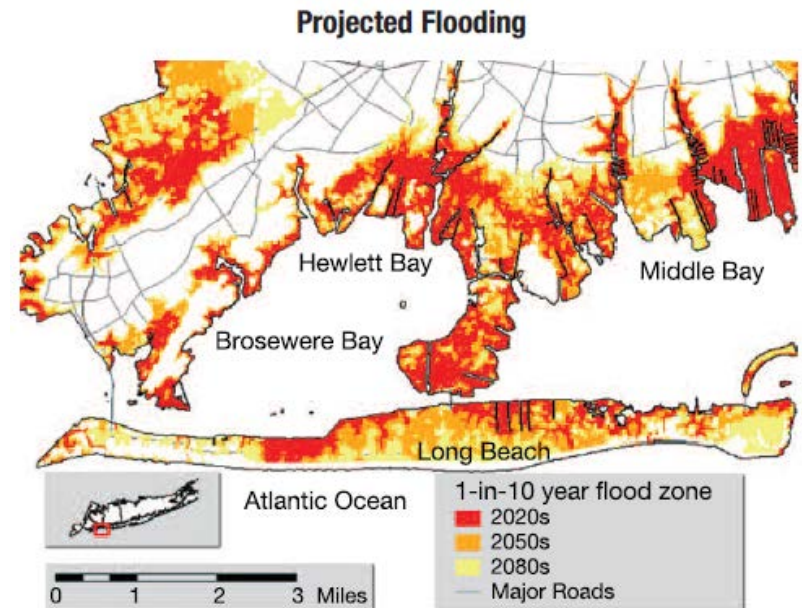 Projected Flooding
Hewlett Bay
Middle Bay
Brosewere Bay
Long Beach
Atlantic Ocean
1-in-10 year flood zone
2020s
2050s
2080s
Major Roads
0 1 2 3 Miles